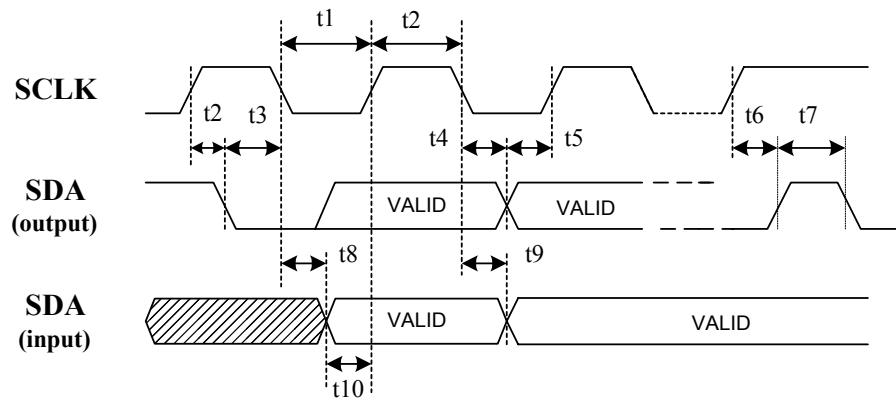 t1 t2
SCLK
t2 t3 t4 t5 t6 t7
SDA
(output)
VALID VALID
t8 t9
SDA
(input)
VALID VALID
t10